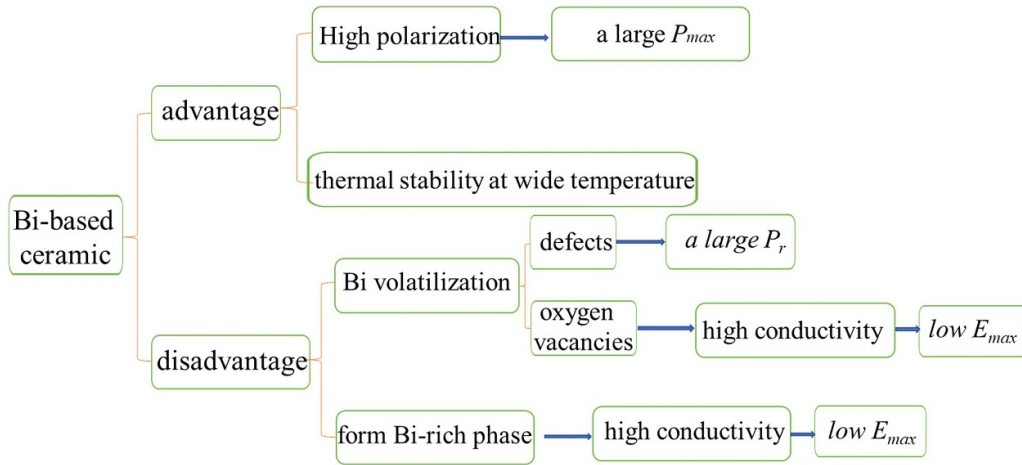 High polarization
a large Pmax
advantage
thermal stability at wide temperature
Bi-based
ceramic
defects
a large Pr
Bi volatilization
oxygen
vacancies
high conductivity
low Emax
disadvantage
form Bi-rich phase
high conductivity
low Emax